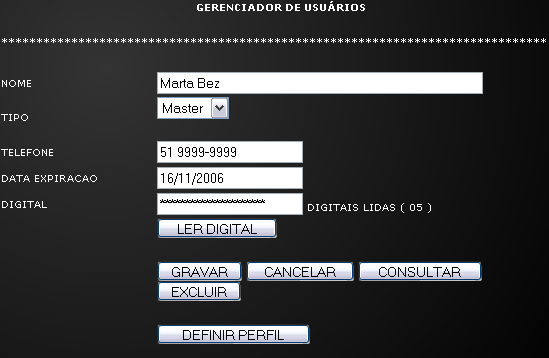 GERENCIADOR DE USUÁRIOS
******************************************************************************************
NOME Marta Bez
TIPO Master
TELEFONE 51 9999-9999
DATA EXPIRACAO 16/11/2006
DIGITAL ******************** DIGITAIS LIDAS ( 05 )
LER DIGITAL
GRAVAR CANCELAR CONSULTAR
EXCLUIR
DEFINIR PERFIL